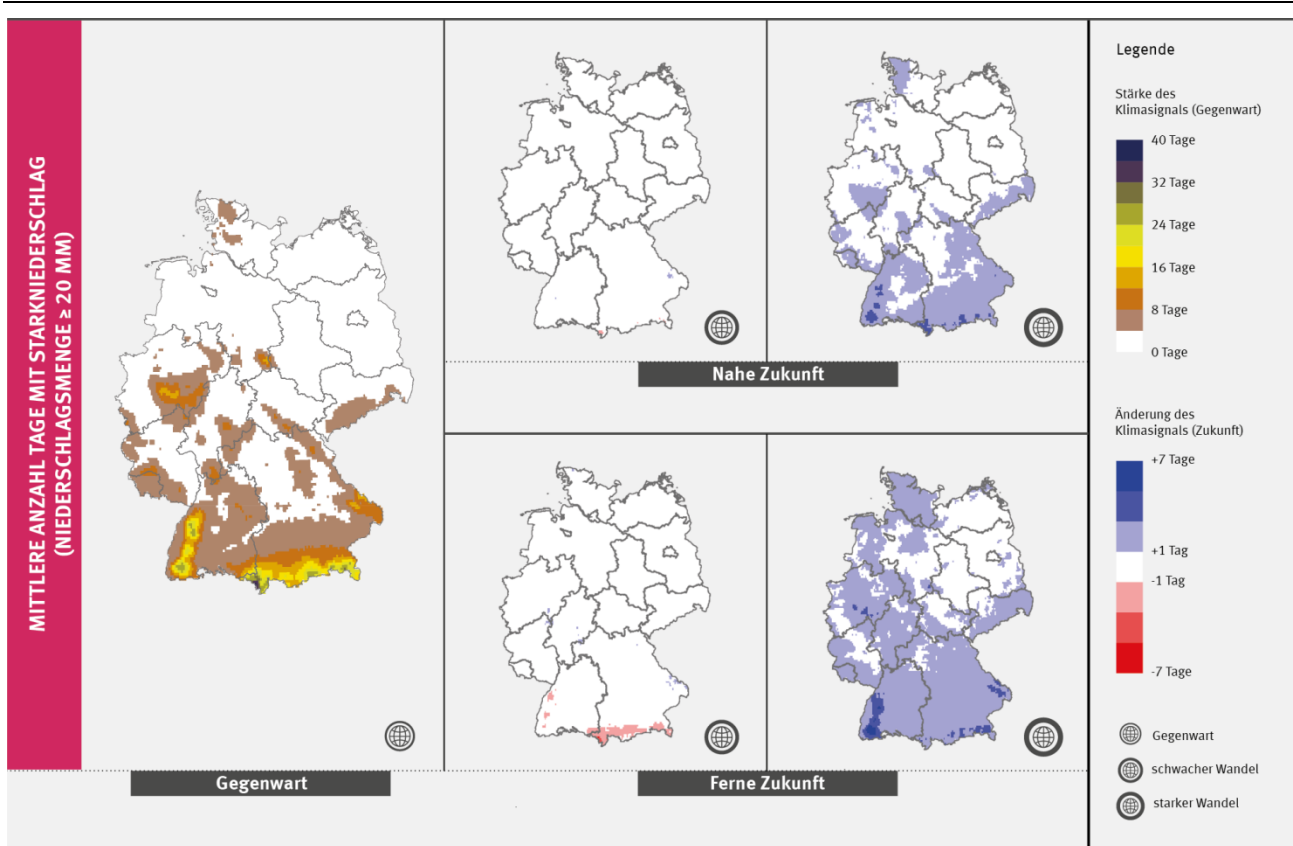 MITTLERE ANZAHL TAGE MIT STARKNIEDERSCHLAG
(NIEDERSCHLAGSMENGE ≥ 20 MM)
Gegenwart
Nahe Zukunft
Ferne Zukunft
Legende
Stärke des
Klimasignals (Gegenwart)
40 Tage
32 Tage
24 Tage
16 Tage
8 Tage
0 Tage
Änderung des
Klimasignals (Zukunft)
+7 Tage
+1 Tag
-1 Tag
-7 Tage
Gegenwart
schwacher Wandel
starker Wandel